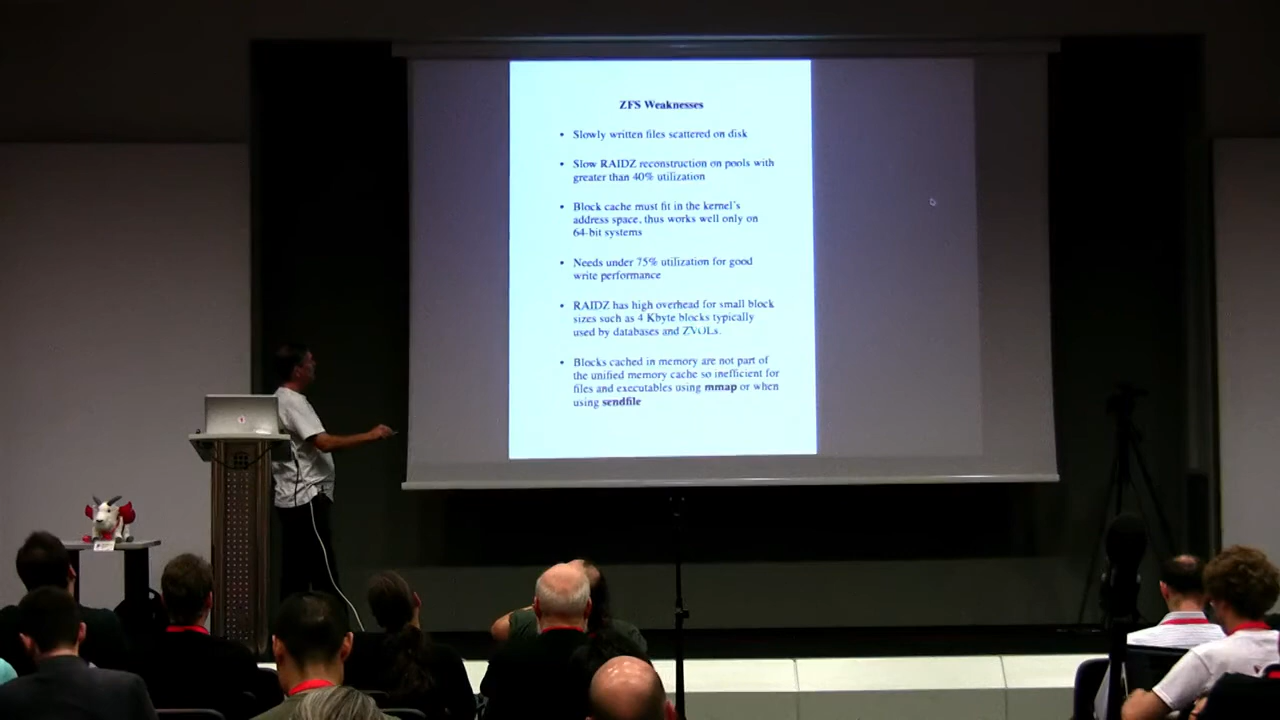 ZFS Weaknesses
• Slowly written files scattered on disk
• Slow RAIDZ reconstruction on pools with
greater than 40% utilization
• Block cache must fit in the kernel's
address space, thus works well only on
64-bit systems
• Needs under 75% utilization for good
write performance
• RAIDZ has high overhead for small block
sizes such as 4 Kbyte blocks typically
used by databases and ZVOLs.
• Blocks cached in memory are not part of
the unified memory cache so inefficient for
files and executables using mmap or when
using sendfile